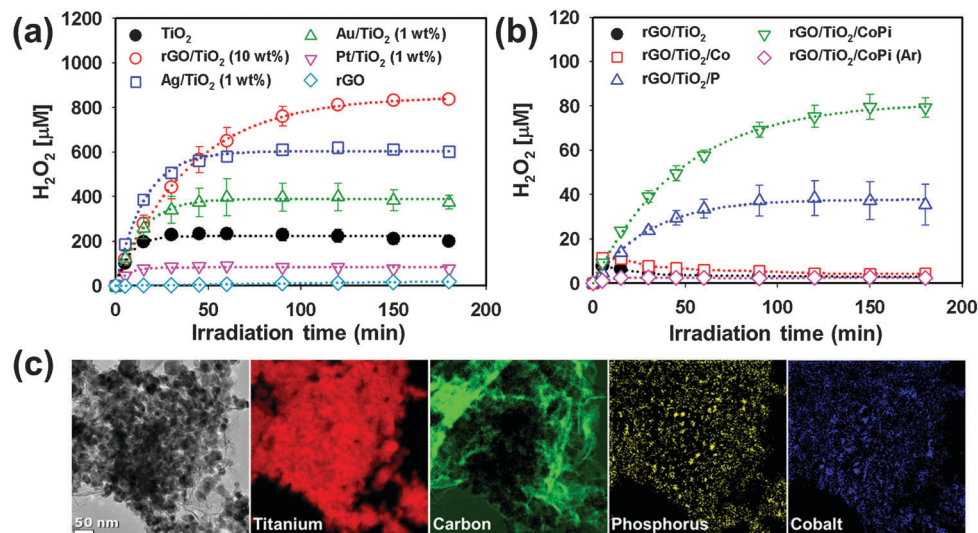 (a)
TiO₂
rGO/TiO₂ (10 wt%)
Ag/TiO₂ (1 wt%)
Au/TiO₂ (1 wt%)
Pt/TiO₂ (1 wt%)
rGO
H₂O₂ [µM]
1200
1000
800
600
400
200
0
0 50 100 150 200
Irradiation time (min)
(b)
rGO/TiO₂
rGO/TiO₂/Co
rGO/TiO₂/P
rGO/TiO₂/CoPi
rGO/TiO₂/CoPi (Ar)
H₂O₂ [µM]
120
100
80
60
40
20
0
0 50 100 150 200
Irradiation time (min)
(c)
50 nm
Titanium
Carbon
Phosphorus
Cobalt